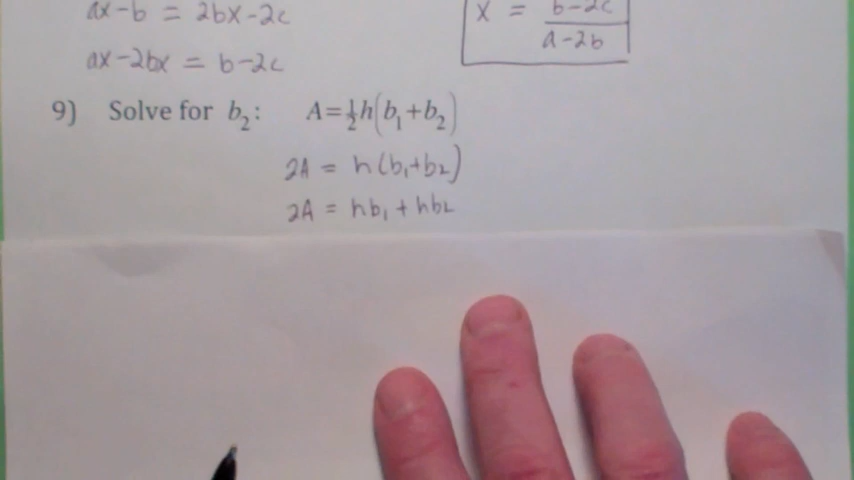 ax-b = 2bx-2c
ax-2bx = b-2c
x = b-2c / a-2b
9) Solve for b₂: A=½h(b₁+b₂)
2A = h(b₁+b₂)
2A = hb₁+hb₂